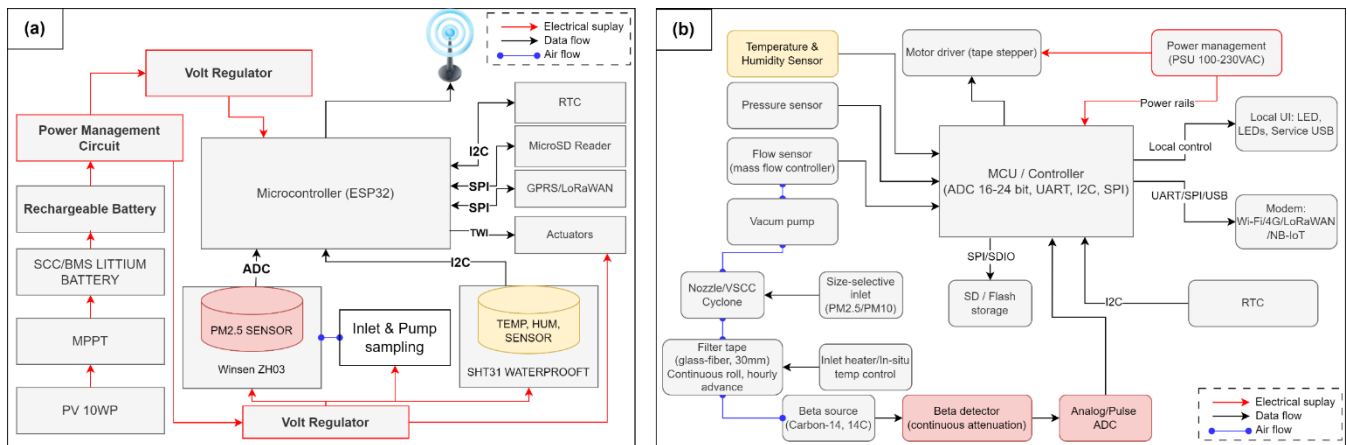 (a)
Electrical suplay
Data flow
Air flow
Volt Regulator
Power Management
Circuit
Rechargeable Battery
SCC/BMS LITTIUM
BATTERY
MPPT
PV 10WP
Microcontroller (ESP32)
I2C
SPI
SPI
TWI
RTC
MicroSD Reader
GPRS/LoRaWAN
Actuators
ADC
I2C
PM2.5 SENSOR
Winsen ZH03
Inlet & Pump
sampling
TEMP, HUM,
SENSOR
SHT31 WATERPROOFT
Volt Regulator
(b)
Temperature &
Humidity Sensor
Motor driver (tape stepper)
Power management
(PSU 100-230VAC)
Power rails
Pressure sensor
Flow sensor
(mass flow controller)
MCU / Controller
(ADC 16-24 bit, UART, I2C, SPI)
Local UI: LED,
LEDs, Service USB
Local control
UART/SPI/USB
Modem:
Wi-Fi/4G/LoRaWAN
/NB-IoT
Vacum pump
SPI/SDIO
SD / Flash
storage
I2C
RTC
Nozzle/VSCC
Cyclone
Size-selective
inlet
(PM2.5/PM10)
Filter tape
(glass-fiber, 30mm)
Continuous roll, hourly
advance
Inlet heater/In-situ
temp control
Beta source
(Carbon-14, 14C)
Beta detector
(continuous attenuation)
Analog/Pulse
ADC
Electrical suplay
Data flow
Air flow